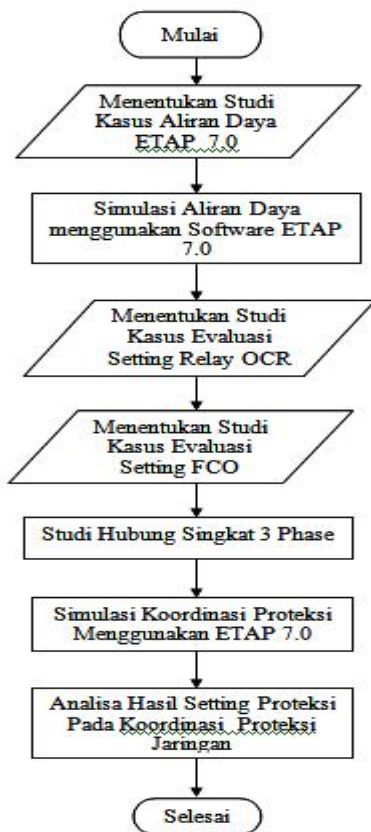 Mulai
Menentukan Studi
Kasus Aliran Daya
ETAP 7.0
Simulasi Aliran Daya
menggunakan Software ETAP
7.0
Menentukan Studi
Kasus Evaluasi
Setting Relay OCR
Menentukan Studi
Kasus Evaluasi
Setting FCO
Studi Hubung Singkat 3 Phase
Simulasi Koordinasi Proteksi
Menggunakan ETAP 7.0
Analisa Hasil Setting Proteksi
Pada Koordinasi Proteksi
Jaringan
Selesai